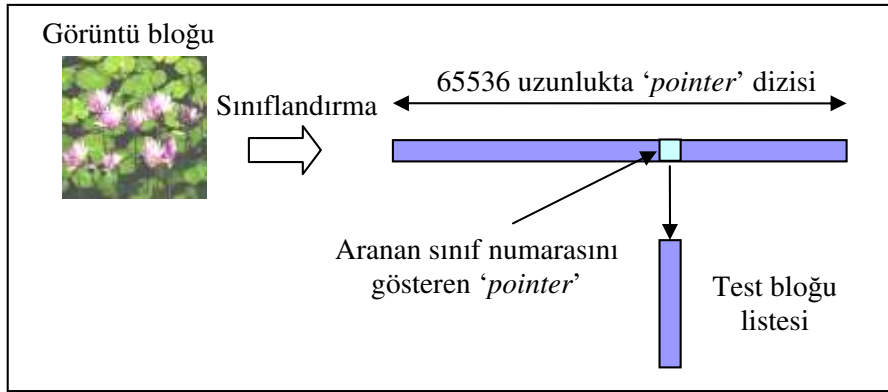 Görüntü bloğu
65536 uzunlukta ‘pointer’ dizisi
Sınıflandırma
Aranan sınıf numarasını
gösteren ‘pointer’
Test bloğu
listesi